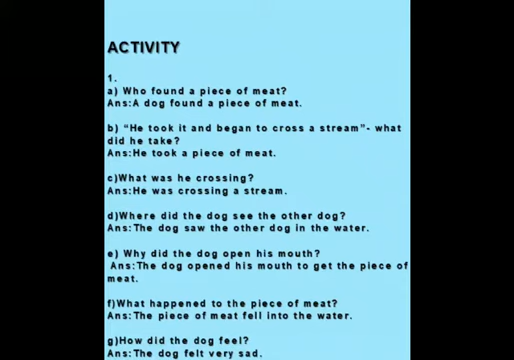 ACTIVITY
1.
a) Who found a piece of meat?
Ans:A dog found a piece of meat.
b) "He took it and began to cross a stream"- what
did he take?
Ans:He took a piece of meat.
c)What was he crossing?
Ans:He was crossing a stream.
d)Where did the dog see the other dog?
Ans:The dog saw the other dog in the water.
e) Why did the dog open his mouth?
Ans:The dog opened his mouth to get the piece of
meat.
f)What happened to the piece of meat?
Ans:The piece of meat fell into the water.
g)How did the dog feel?
Ans:The dog felt very sad.